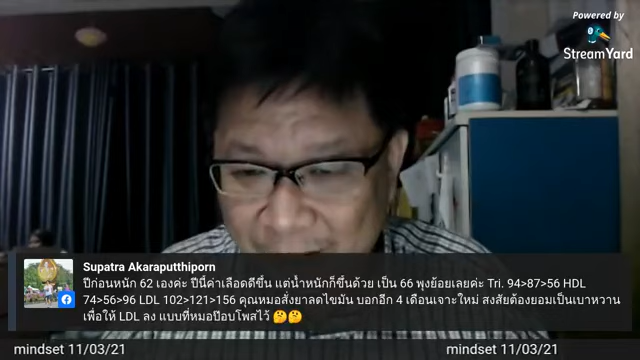 Powered by
StreamYard
Supatra Akaraputthiporn
ปีก่อนหนัก 62 เองค่ะ ปีนี้ค่าเลือดดีขึ้น แต่น้ำหนักก็ขึ้นด้วย เป็น 66 พุงย้อยเลยค่ะ Tri. 94>87>56 HDL
74>56>96 LDL 102>121>156 คุณหมอสั่งยาลดไขมัน บอกอีก 4 เดือนเจาะใหม่ สงสัยต้องยอมเป็นเบาหวาน
เพื่อให้ LDL ลง แบบที่หมอป๊อบโพสไว้ 🤔🤔
mindset 11/03/21
mindset 11/03/21